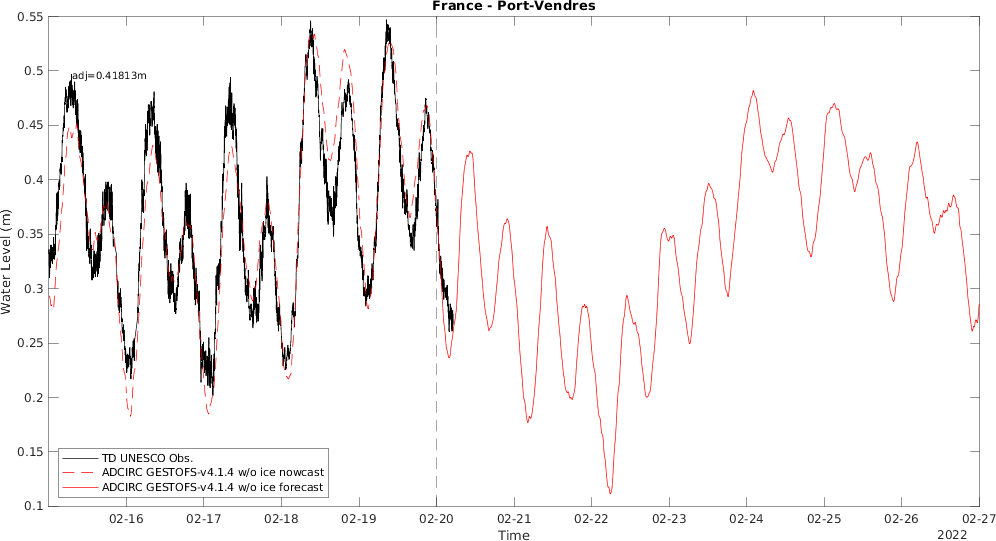 France - Port-Vendres
0.55
0.5
0.45
0.4
0.35
0.3
0.25
0.2
0.15
0.1
Water Level (m)
adj=0.41813m
TD UNESCO Obs.
ADCIRC GESTOFS-v4.1.4 w/o ice nowcast
ADCIRC GESTOFS-v4.1.4 w/o ice forecast
02-16 02-17 02-18 02-19 02-20 02-21 02-22 02-23 02-24 02-25 02-26 02-27
Time
2022